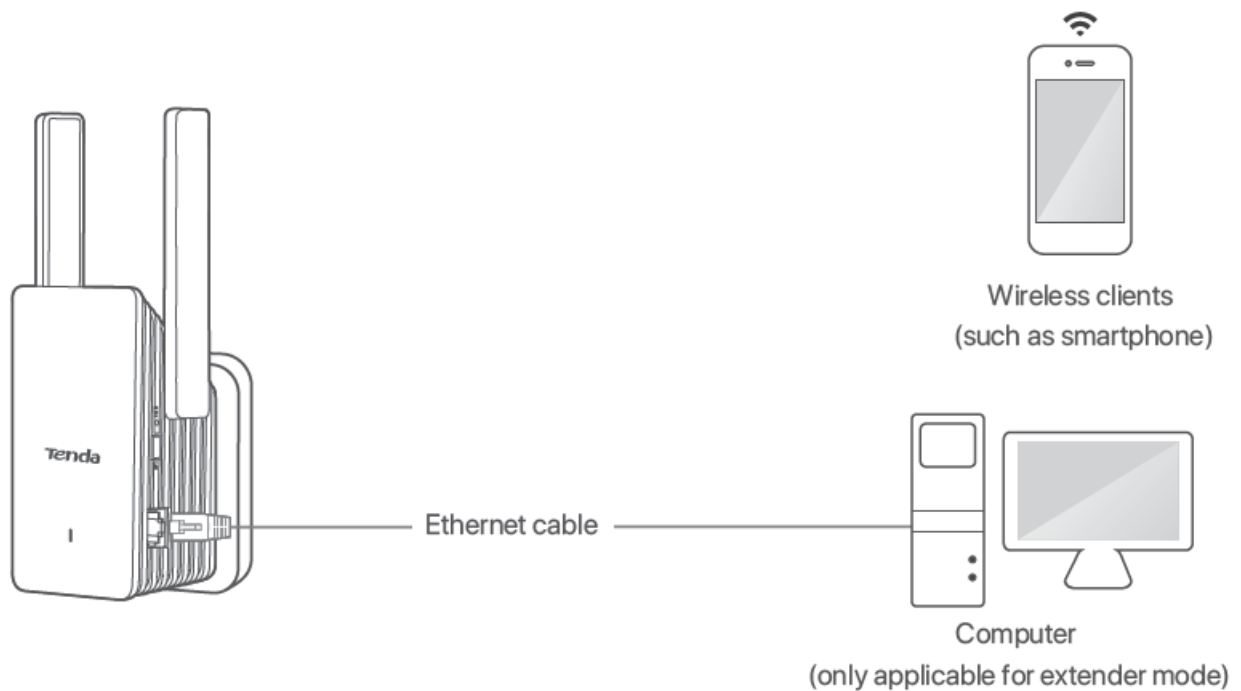 Wireless clients
(such as smartphone)
Tenda
Ethernet cable
Computer
(only applicable for extender mode)